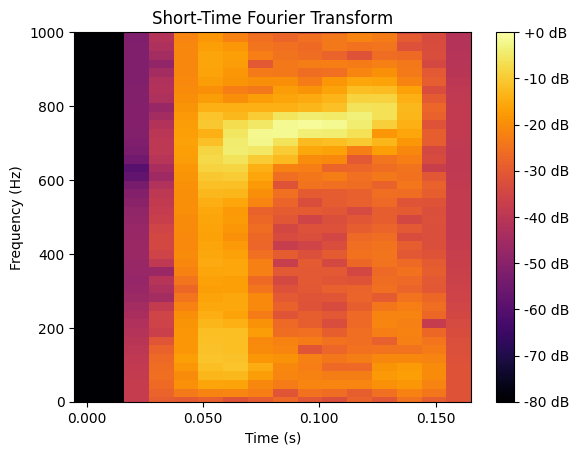 Short-Time Fourier Transform
1000
800
600
400
200
0
Frequency (Hz)
0.000
0.050
0.100
0.150
Time (s)
+0 dB
-10 dB
-20 dB
-30 dB
-40 dB
-50 dB
-60 dB
-70 dB
-80 dB